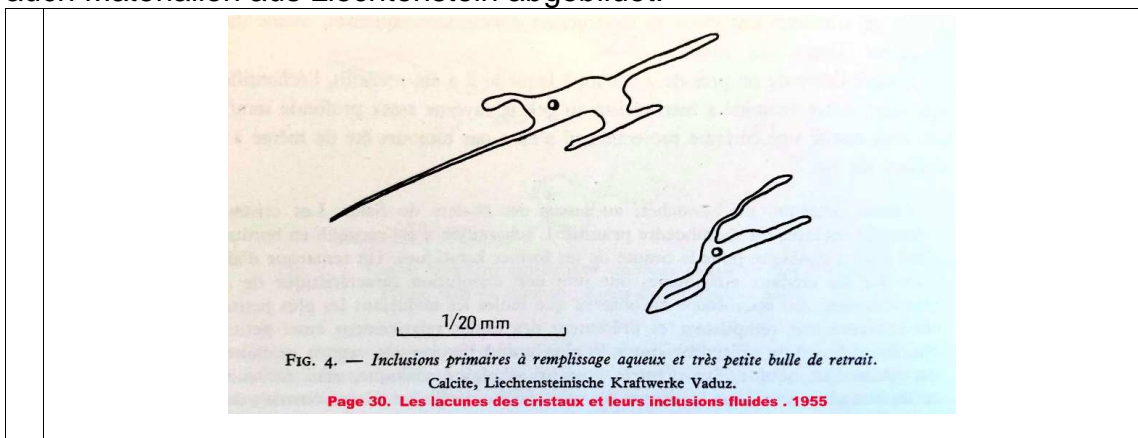 auch Materialien aus Liechtenstein abgebildet.
1/20 mm
FIG. 4. — Inclusions primaires à remplissage aqueux et très petite bulle de retrait.
Calcite, Liechtensteinische Kraftwerke Vaduz.
Page 30. Les lacunes des cristaux et leurs inclusions fluides . 1955